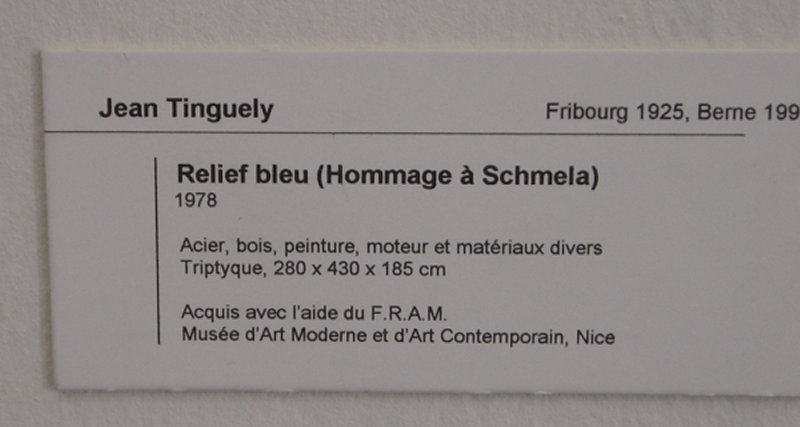 Jean Tinguely
Fribourg 1925, Berne 199
Relief bleu (Hommage à Schmela)
1978
Acier, bois, peinture, moteur et matériaux divers
Triptyque, 280 x 430 x 185 cm
Acquis avec l'aide du F.R.A.M.
Musée d'Art Moderne et d'Art Contemporain, Nice